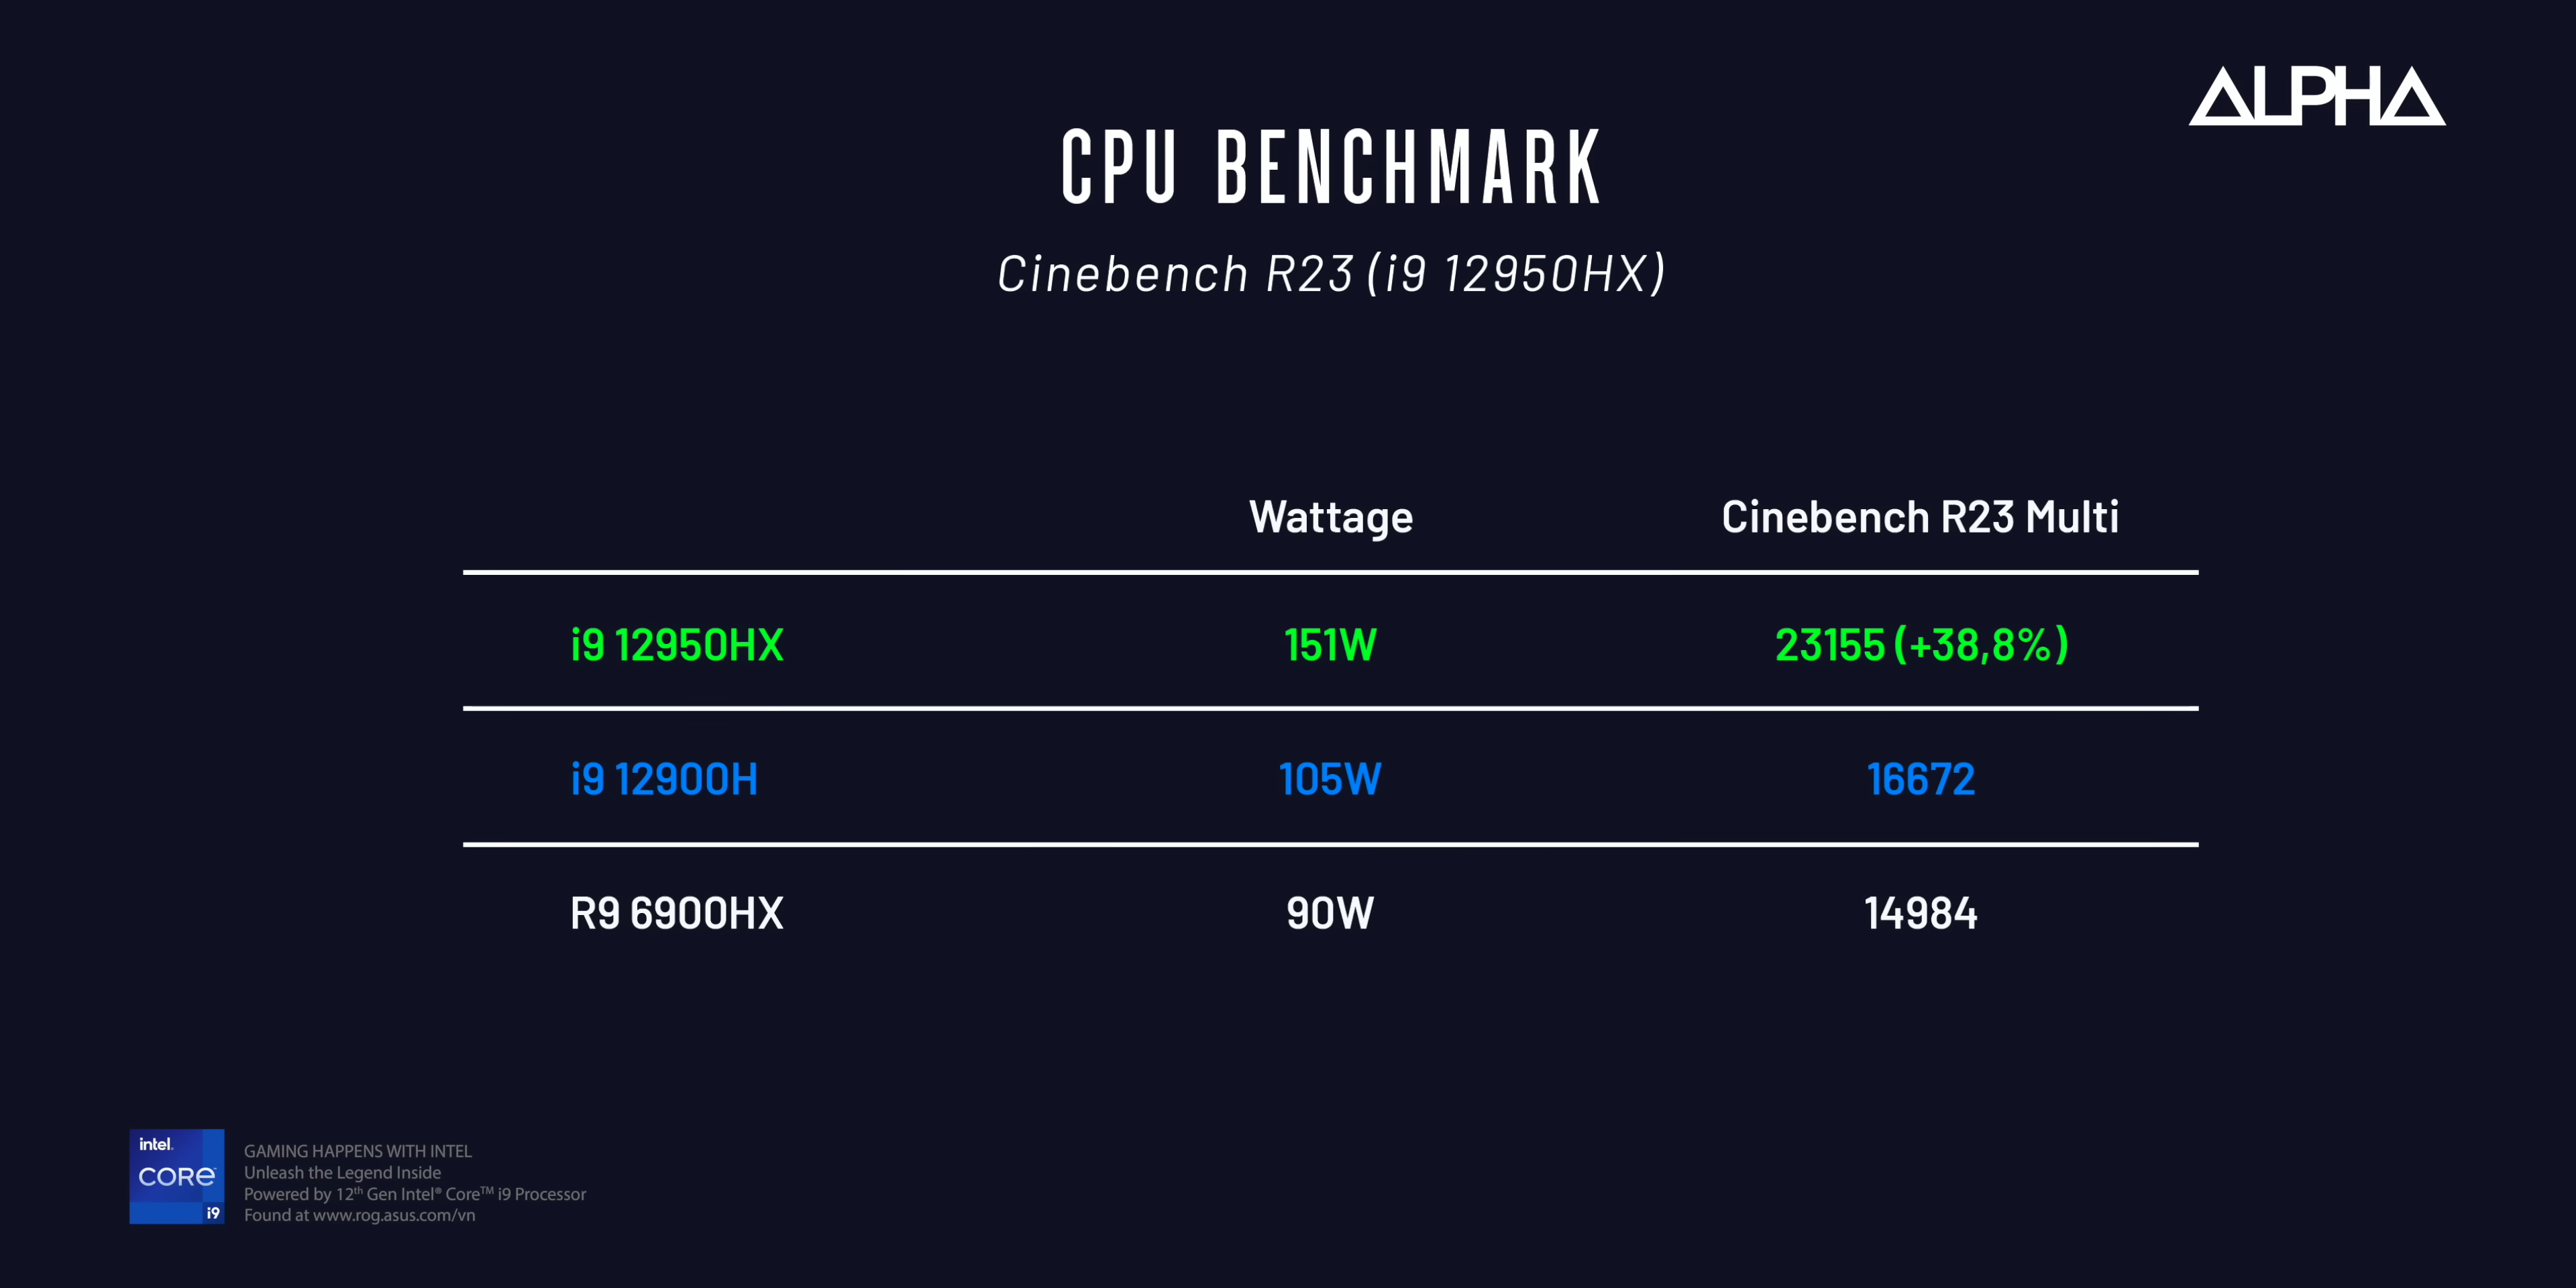 ALPHA
CPU BENCHMARK
Cinebench R23 (i9 12950HX)
Wattage Cinebench R23 Multi
i9 12950HX 151W 23155 (+38,8%)
i9 12900H 105W 16672
R9 6900HX 90W 14984
intel.
CORe™
i9
GAMING HAPPENS WITH INTEL
Unleash the Legend Inside
Powered by 12th Gen Intel® Core™ i9 Processor
Found at www.rog.asus.com/vn